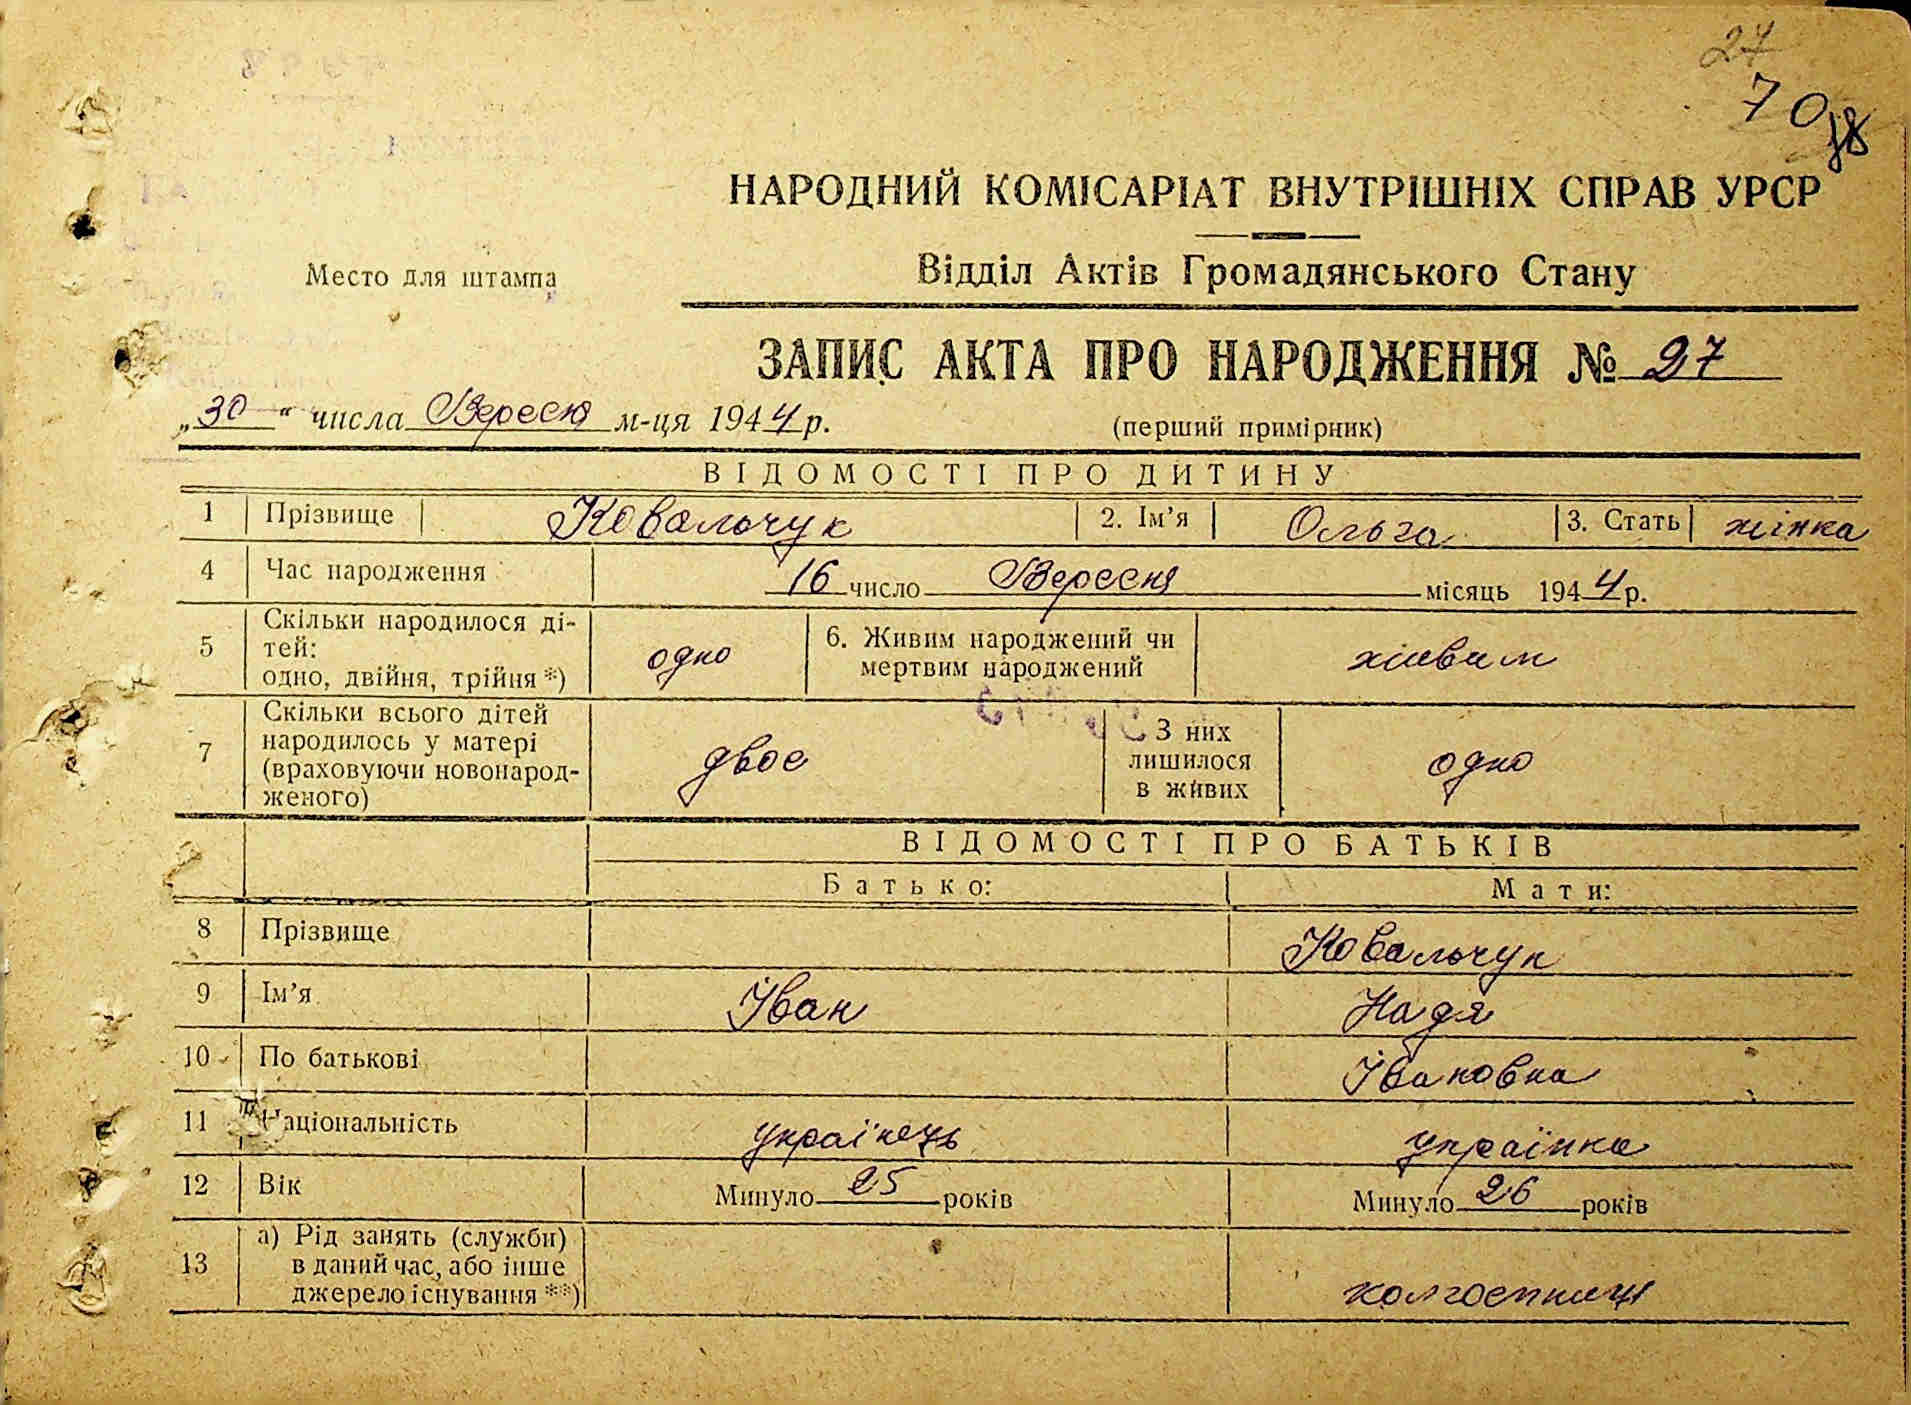 27
70
НАРОДНИЙ КОМІСАРІАТ ВНУТРІШНІХ СПРАВ УРСР
Место для штампа
Відділ Актів Громадянського Стану
ЗАПИС АКТА ПРО НАРОДЖЕННЯ № 27
„30“ числа Вересня м-ця 1944 р. (перший примірник)
ВІДОМОСТІ ПРО ДИТИНУ
1 Прізвище Ковальчук 2. Ім'я Ольга 3. Стать жінка
4 Час народження 16 число Вересня місяць 1944 р.
5 Скільки народилося ді-
тей:
одно, двійня, трійня *) одно 6. Живим народжений чи
мертвим народжений живим
7 Скільки всього дітей
народилось у матері
(враховуючи новонарод-
женого) двое З них
лишилося
в живих одно
ВІДОМОСТІ ПРО БАТЬКІВ
Батько: Мати:
8 Прізвище Ковальчук
9 Ім'я Іван Надя
10 По батькові Івановна
11 Національність українець українка
12 Вік Минуло 25 років Минуло 26 років
13 а) Рід занять (служби)
в даний час, або інше
джерело існування **) колгоспниця